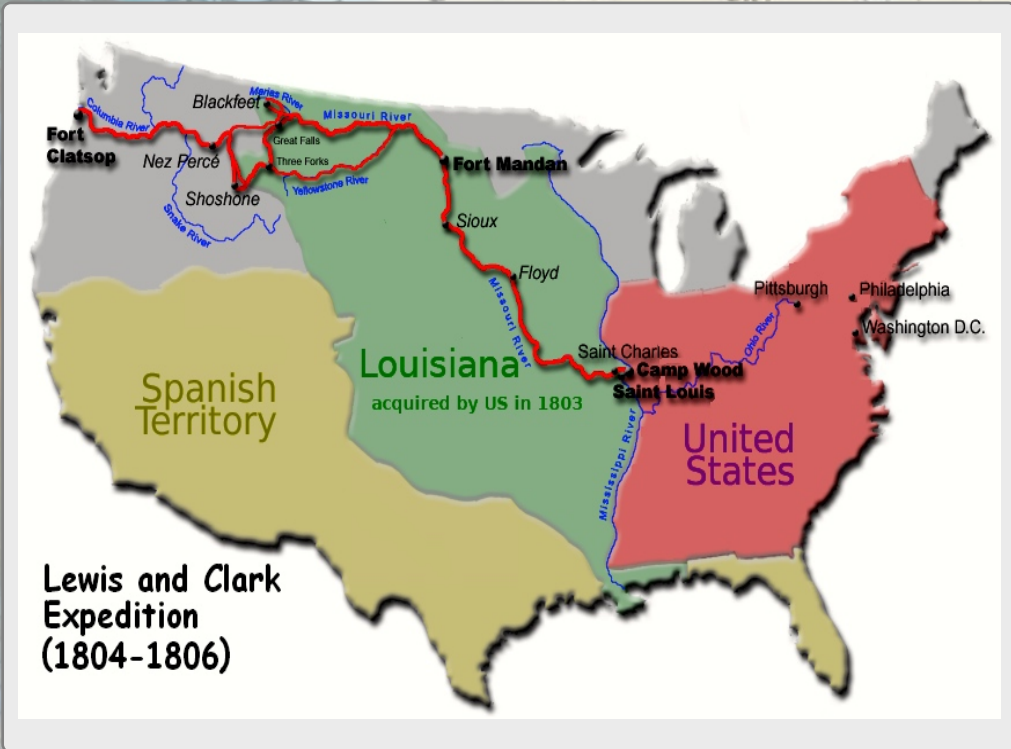 Blackfeet
Marias River
Missouri River
Columbia River
Fort
Clatsop
Great Falls
Nez Percé
Three Forks
Fort Mandan
Shoshone
Yellowstone River
Snake River
Sioux
Floyd
Missouri River
Pittsburgh
Philadelphia
Washington D.C.
Ohio River
Saint Charles
Camp Wood
Saint Louis
Louisiana
acquired by US in 1803
Spanish
Territory
United
States
Mississippi River
Lewis and Clark
Expedition
(1804-1806)